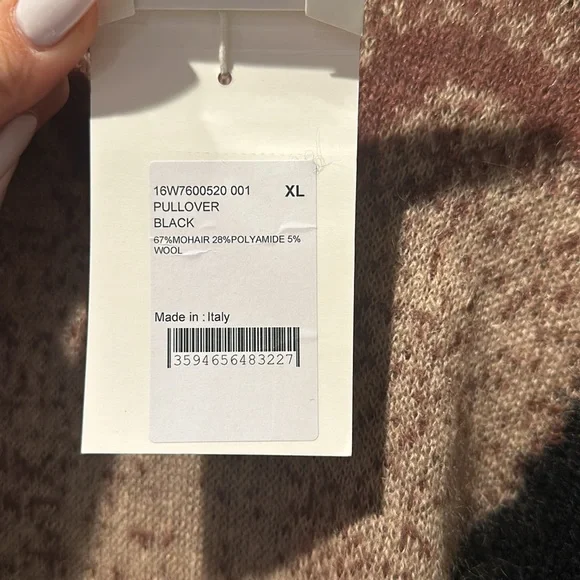 16W7600520 001 XL
PULLOVER
BLACK
67%MOHAIR 28%POLYAMIDE 5%
WOOL
Made in : Italy
3594656483227